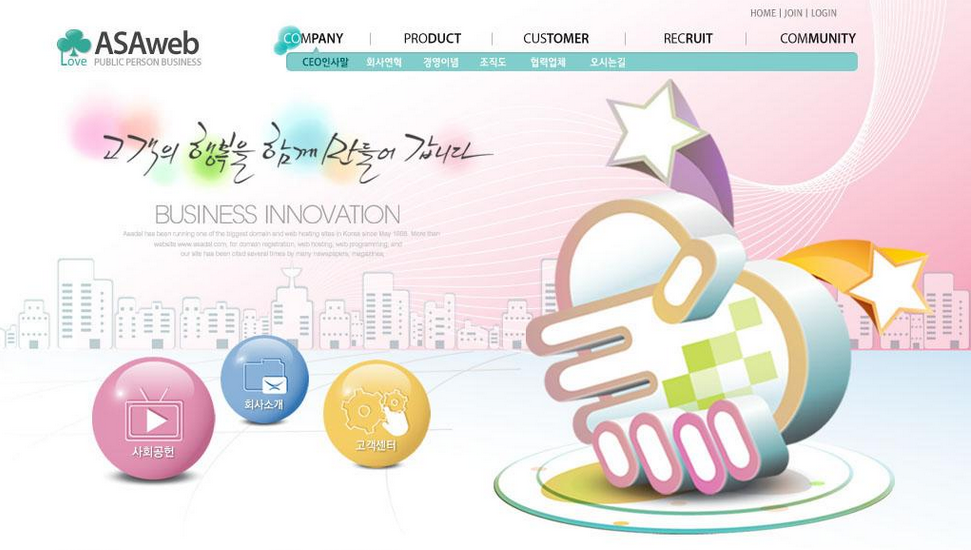 HOME | JOIN | LOGIN
ASAweb
Love PUBLIC PERSON BUSINESS
COMPANY | PRODUCT | CUSTOMER | RECRUIT | COMMUNITY
CEO인사말 회사연혁 경영이념 조직도 협력업체 오시는길
고객의 행복을 함께 만들어 갑니다
BUSINESS INNOVATION
Asadal has been running one of the biggest domain and web hosting sites in Korea since May 1998. More than
website www.asadal.com, for domain registration, web hosting, web programming, and
our site has been cited several times by many newspapers, magazines
회사소개
사회공헌
고객센터